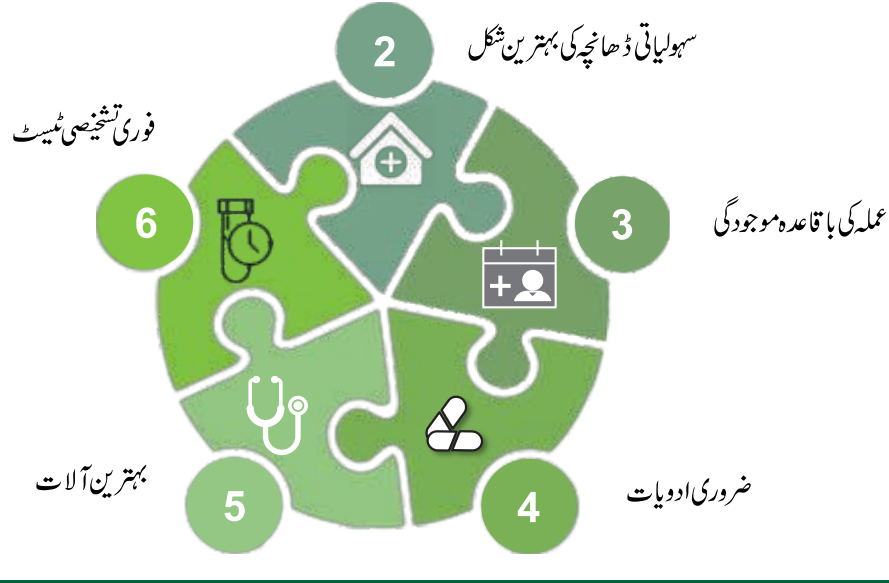 2
سہولیاتی ڈھانچہ کی بہترین شکل
3
عملہ کی باقاعدہ موجودگی
4
ضروری ادویات
5
بہترین آلات
6
فوری تشخیصی ٹیسٹ